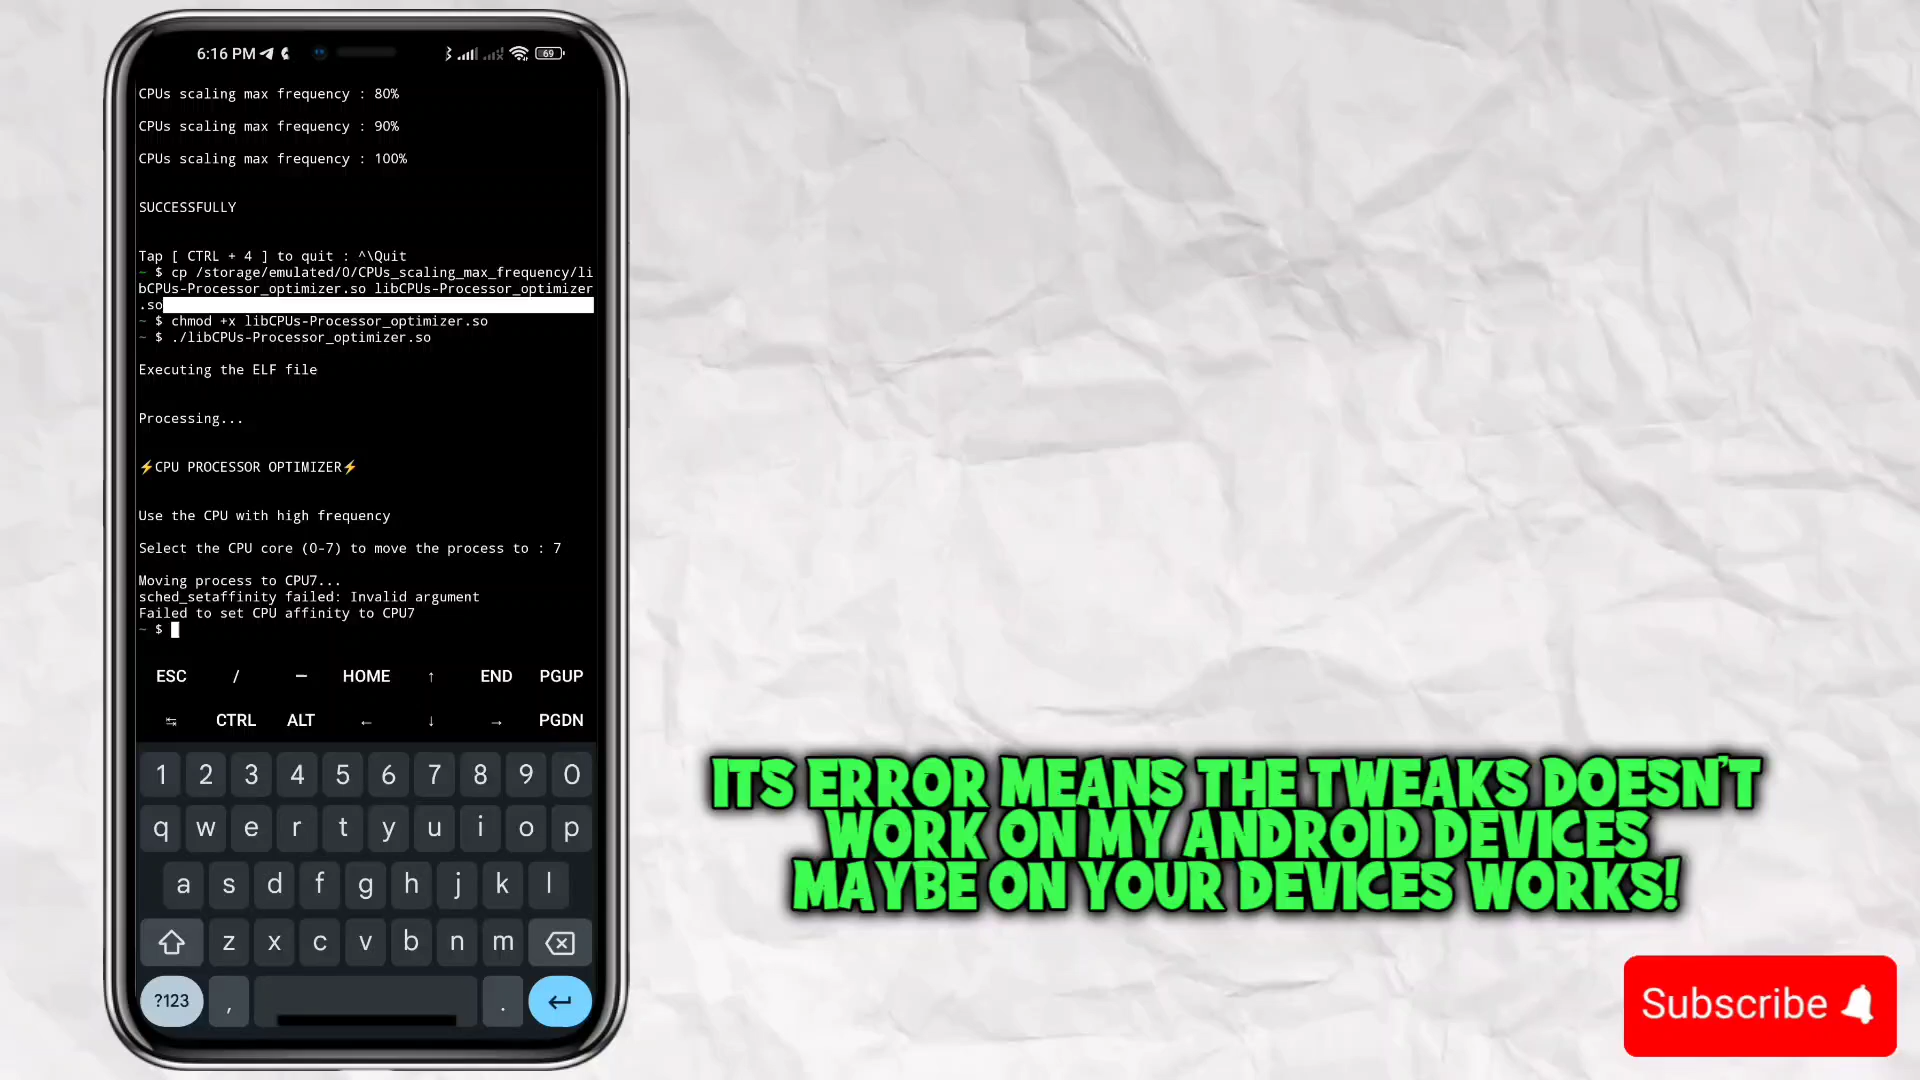 6:16 PM
69
CPUs scaling max frequency : 80%
CPUs scaling max frequency : 90%
CPUs scaling max frequency : 100%
SUCCESSFULLY
Tap [ CTRL + 4 ] to quit : ^\Quit
~ $ cp /storage/emulated/0/CPUs_scaling_max_frequency/li
bCPUs-Processor_optimizer.so libCPUs-Processor_optimizer
.so
~ $ chmod +x libCPUs-Processor_optimizer.so
~ $ ./libCPUs-Processor_optimizer.so
Executing the ELF file
Processing...
⚡CPU PROCESSOR OPTIMIZER⚡
Use the CPU with high frequency
Select the CPU core (0-7) to move the process to : 7
Moving process to CPU7...
sched_setaffinity failed: Invalid argument
Failed to set CPU affinity to CPU7
~ $
ESC / — HOME ↑ END PGUP
↹ CTRL ALT ← ↓ → PGDN
1 2 3 4 5 6 7 8 9 0
q w e r t y u i o p
a s d f g h j k l
z x c v b n m
?123 , .
ITS ERROR MEANS THE TWEAKS DOESN'T
WORK ON MY ANDROID DEVICES
MAYBE ON YOUR DEVICES WORKS!
Subscribe